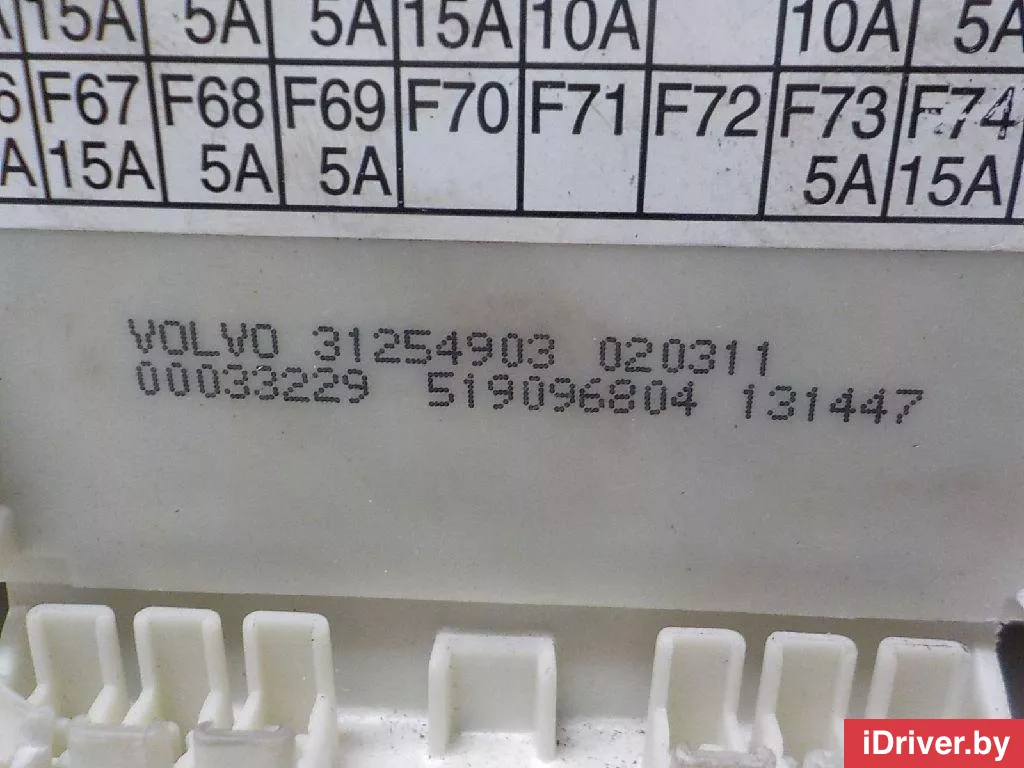 15A 5A 5A 15A 10A 10A 5A
F67 F68 F69 F70 F71 F72 F73 F74
15A 5A 5A 5A 15A
VOLVO 31254903 020311
00033229 519096804 131447
iDriver.by